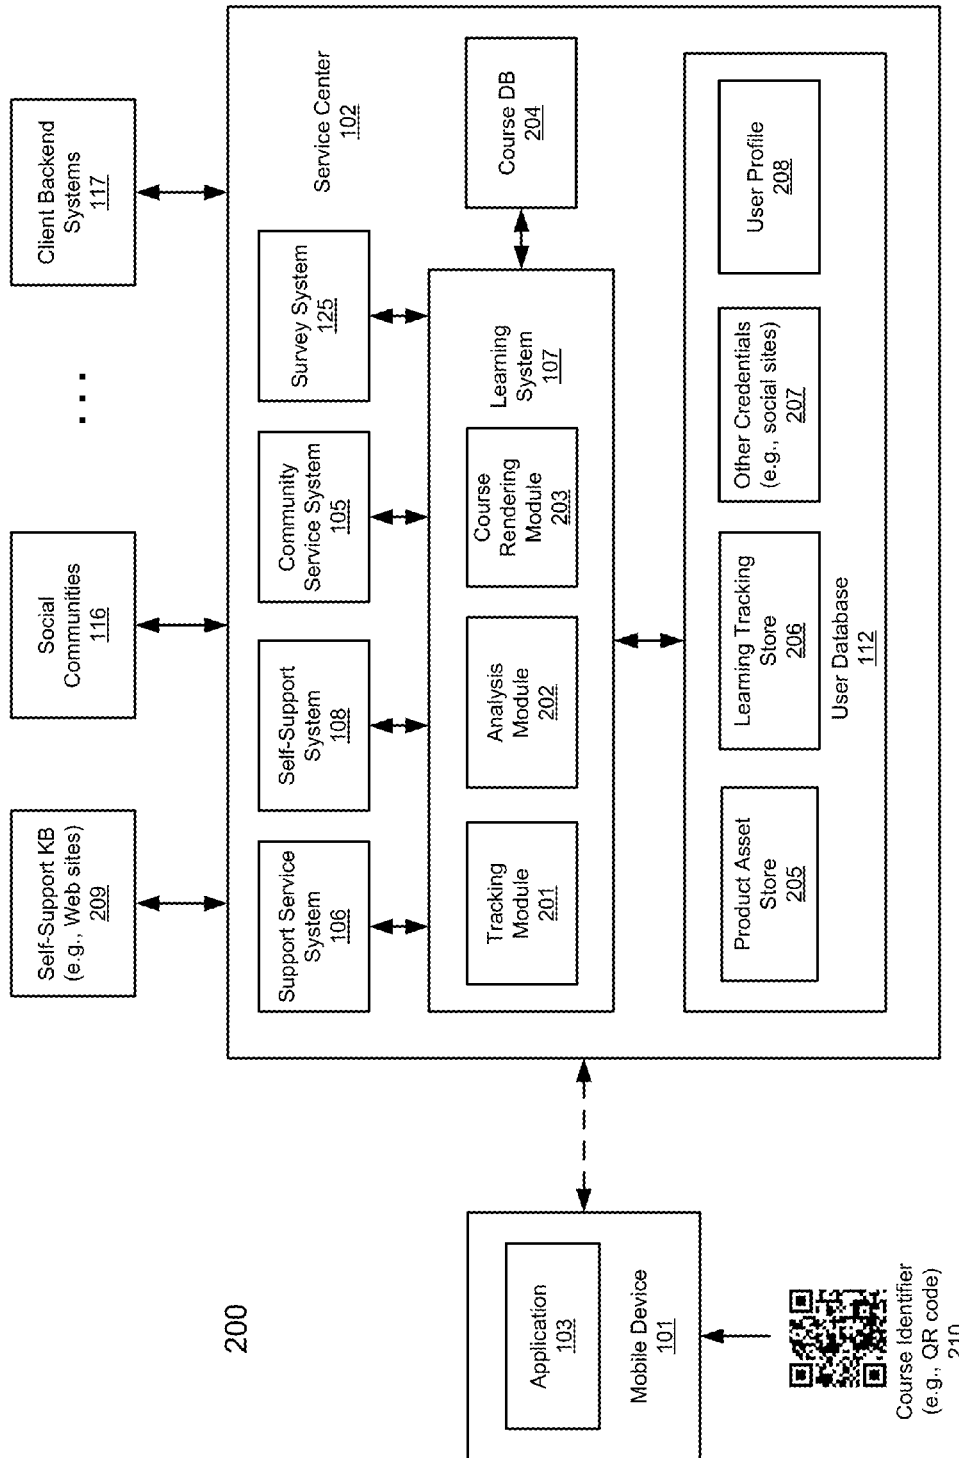 Self-Support KB
(e.g., Web sites)
209
Social
Communities
116
. . .
Client Backend
Systems
117
Service Center
102
Support Service
System
106
Self-Support
System
108
Community
Service System
105
Survey System
125
Tracking
Module
201
Analysis
Module
202
Course
Rendering
Module
203
Learning
System
107
Course DB
204
Product Asset
Store
205
Learning Tracking
Store
206
Other Credentials
(e.g., social sites)
207
User Profile
208
User Database
112
200
Application
103
Mobile Device
101
Course Identifier
(e.g., QR code)
210